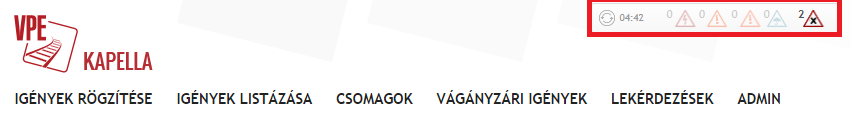 VPE
KAPELLA
04:42 0 0 0 0 2
IGÉNYEK RÖGZÍTÉSE IGÉNYEK LISTÁZÁSA CSOMAGOK VÁGÁNYZÁRI IGÉNYEK LEKÉRDEZÉSEK ADMIN